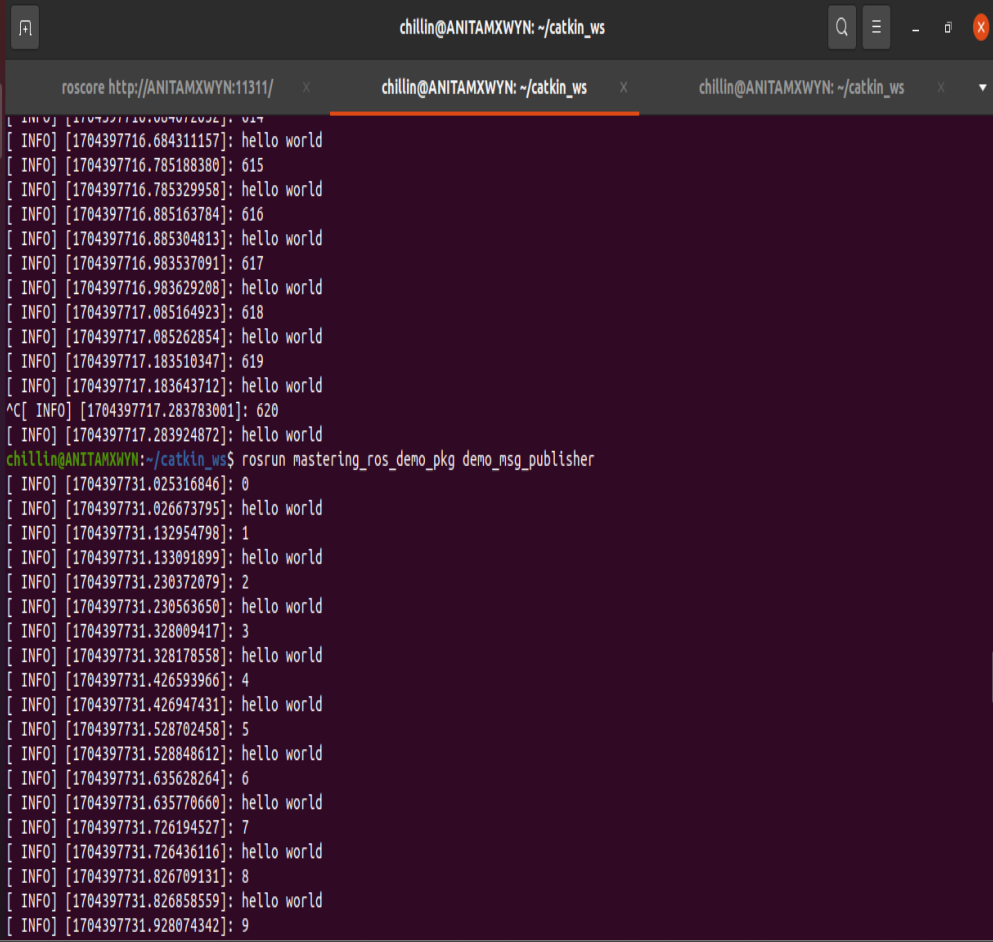 chillin@ANITAMXWYN: ~/catkin_ws
roscore http://ANITAMXWYN:11311/
chillin@ANITAMXWYN: ~/catkin_ws
chillin@ANITAMXWYN: ~/catkin_ws
[ INFO] [1704397716.684072032]: 614
[ INFO] [1704397716.684311157]: hello world
[ INFO] [1704397716.785188380]: 615
[ INFO] [1704397716.785329958]: hello world
[ INFO] [1704397716.885163784]: 616
[ INFO] [1704397716.885304813]: hello world
[ INFO] [1704397716.983537091]: 617
[ INFO] [1704397716.983629208]: hello world
[ INFO] [1704397717.085164923]: 618
[ INFO] [1704397717.085262854]: hello world
[ INFO] [1704397717.183510347]: 619
[ INFO] [1704397717.183643712]: hello world
^C[ INFO] [1704397717.283783001]: 620
[ INFO] [1704397717.283924872]: hello world
chillin@ANITAMXWYN:~/catkin_ws$ rosrun mastering_ros_demo_pkg demo_msg_publisher
[ INFO] [1704397731.025316846]: 0
[ INFO] [1704397731.026673795]: hello world
[ INFO] [1704397731.132954798]: 1
[ INFO] [1704397731.133091899]: hello world
[ INFO] [1704397731.230372079]: 2
[ INFO] [1704397731.230563650]: hello world
[ INFO] [1704397731.328009417]: 3
[ INFO] [1704397731.328178558]: hello world
[ INFO] [1704397731.426593966]: 4
[ INFO] [1704397731.426947431]: hello world
[ INFO] [1704397731.528702458]: 5
[ INFO] [1704397731.528848612]: hello world
[ INFO] [1704397731.635628264]: 6
[ INFO] [1704397731.635770660]: hello world
[ INFO] [1704397731.726194527]: 7
[ INFO] [1704397731.726436116]: hello world
[ INFO] [1704397731.826709131]: 8
[ INFO] [1704397731.826858559]: hello world
[ INFO] [1704397731.928074342]: 9